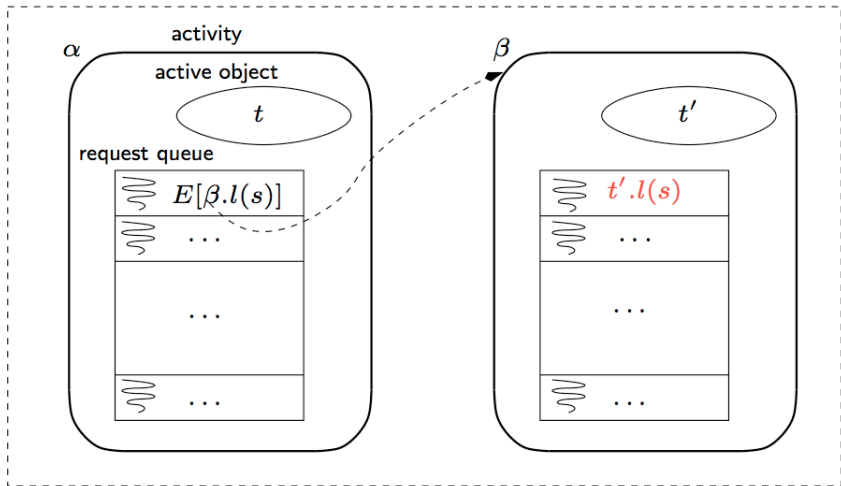 activity
α
β
active object
t
t′
request queue
E[β.l(s)]
t′.l(s)
...
...
...
...
...
...